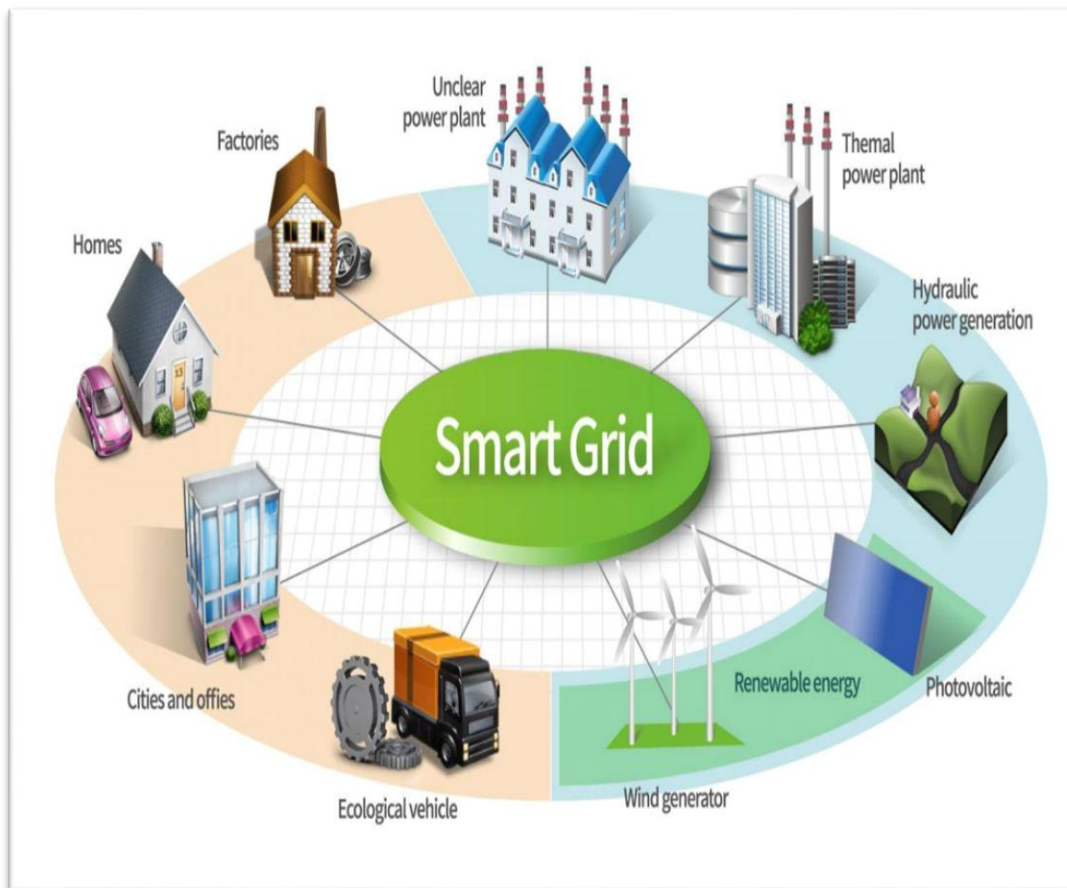 Unclear
power plant
Themal
power plant
Factories
Homes
Hydraulic
power generation
Smart Grid
Renewable energy
Photovoltaic
Cities and offies
Wind generator
Ecological vehicle